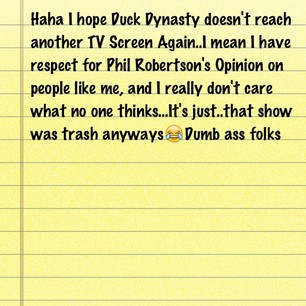 Haha I hope Duck Dynasty doesn't reach
another TV Screen Again..I mean I have
respect for Phil Robertson's Opinion on
people like me, and I really don't care
what no one thinks...It's just..that show
was trash anyways😂Dumb ass folks